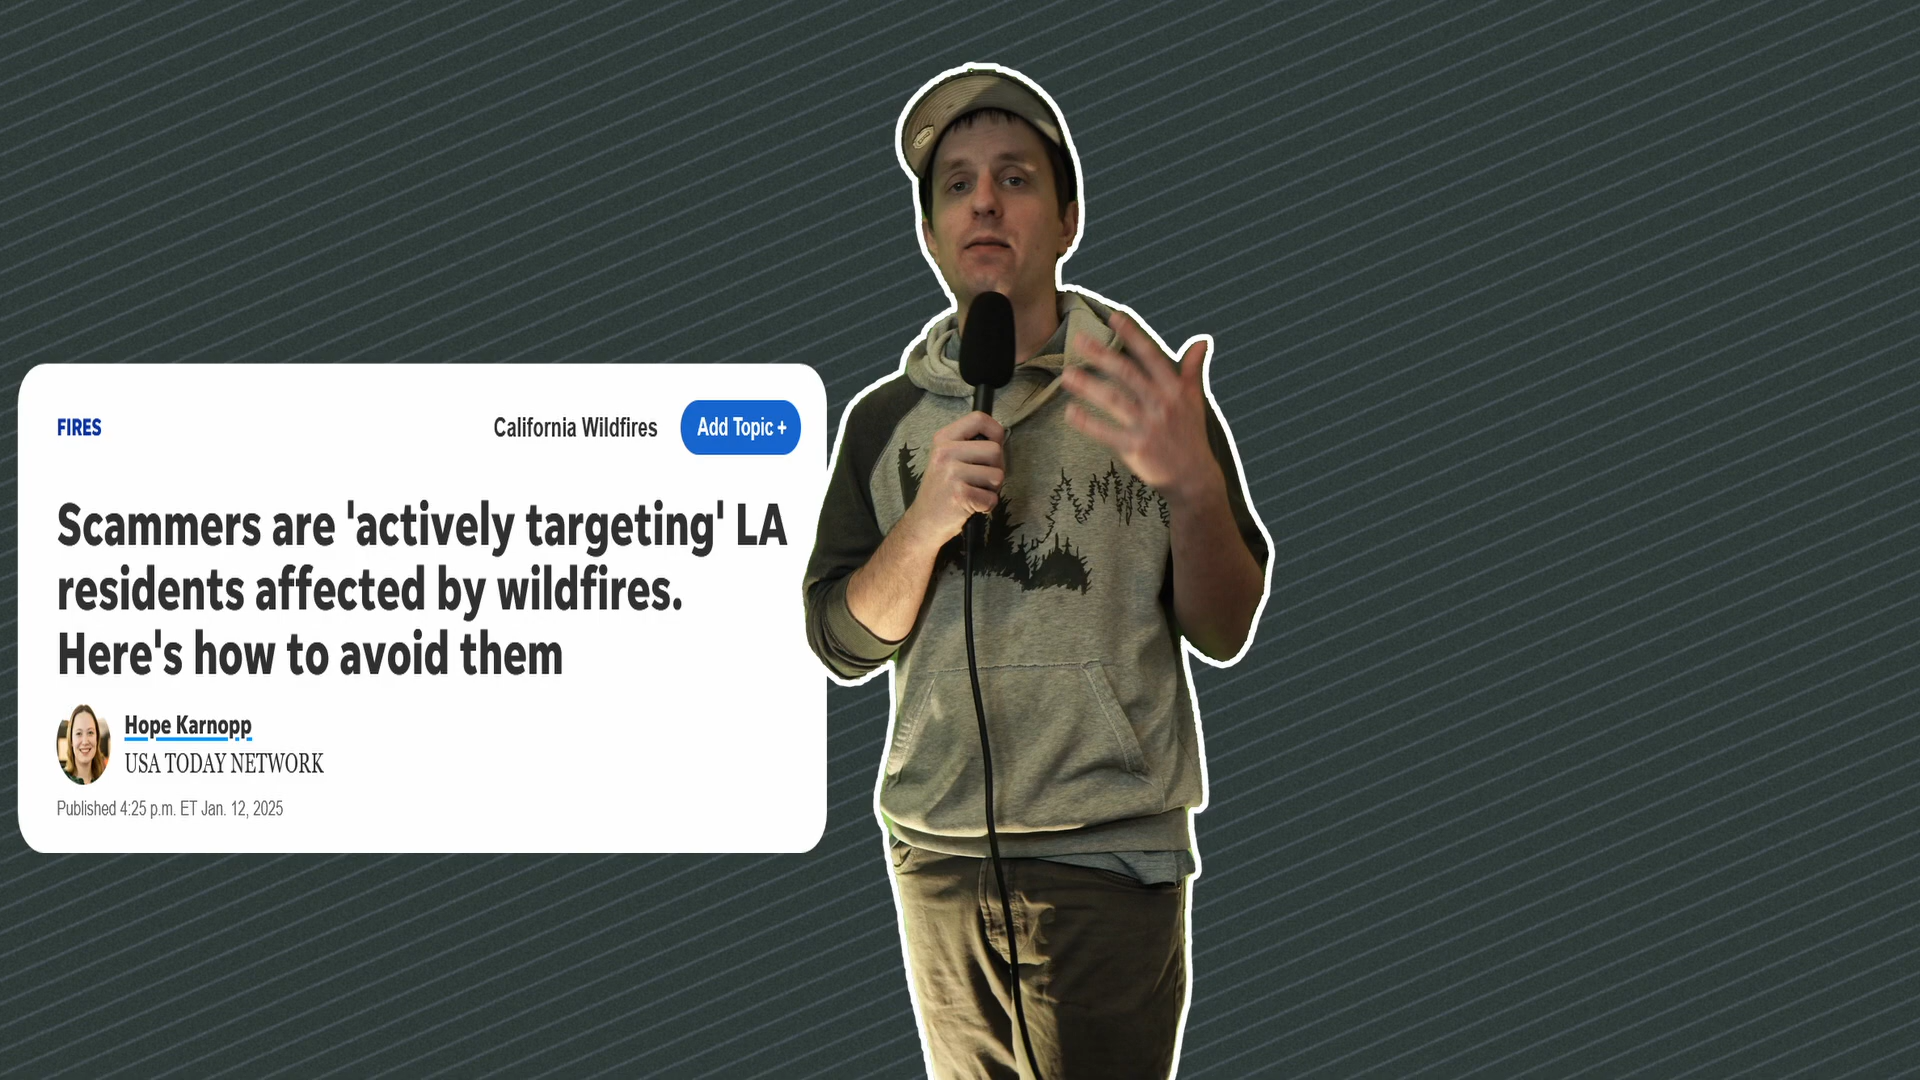 FIRES
California Wildfires
Add Topic +
Scammers are 'actively targeting' LA
residents affected by wildfires.
Here's how to avoid them
Hope Karnopp
USA TODAY NETWORK
Published 4:25 p.m. ET Jan. 12, 2025